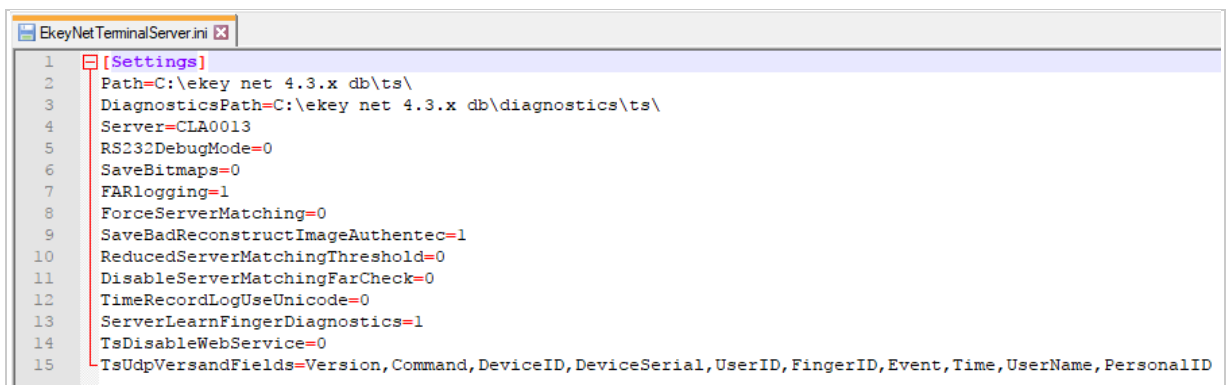 EkeyNetTerminalServer.ini
1 [Settings]
2 Path=C:\ekey net 4.3.x db\ts\
3 DiagnosticsPath=C:\ekey net 4.3.x db\diagnostics\ts\
4 Server=CLA0013
5 RS232DebugMode=0
6 SaveBitmaps=0
7 FARlogging=1
8 ForceServerMatching=0
9 SaveBadReconstructImageAuthentec=1
10 ReducedServerMatchingThreshold=0
11 DisableServerMatchingFarCheck=0
12 TimeRecordLogUseUnicode=0
13 ServerLearnFingerDiagnostics=1
14 TsDisableWebService=0
15 TsUdpVersandFields=Version,Command,DeviceID,DeviceSerial,UserID,FingerID,Event,Time,UserName,PersonalID